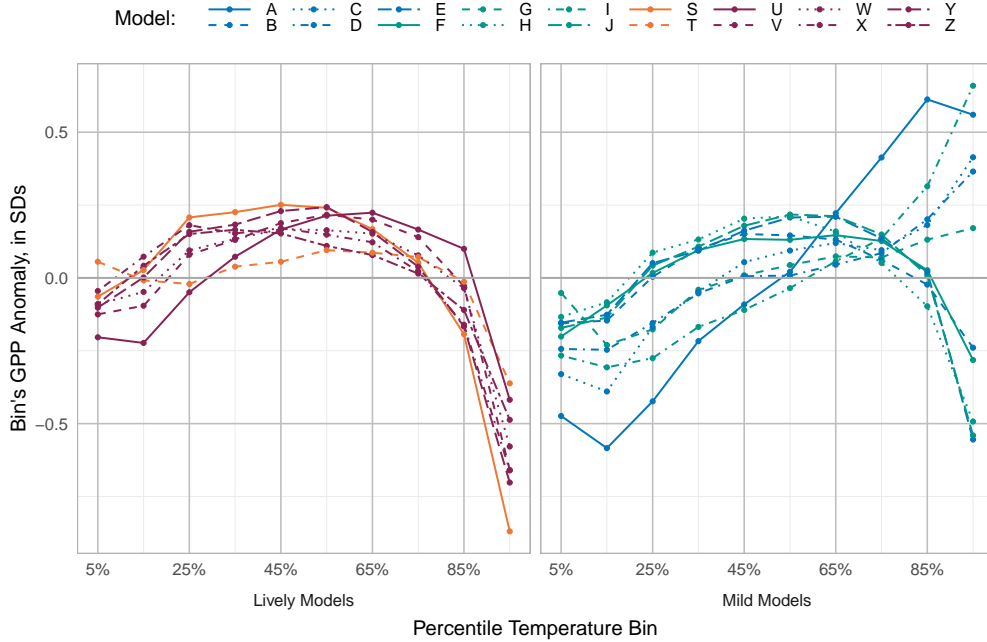 Model: A C E G I S U W Y
B D F H J T V X Z
Bin's GPP Anomaly, in SDs
0.5
0.0
−0.5
5% 25% 45% 65% 85% 5% 25% 45% 65% 85%
Lively Models Mild Models
Percentile Temperature Bin